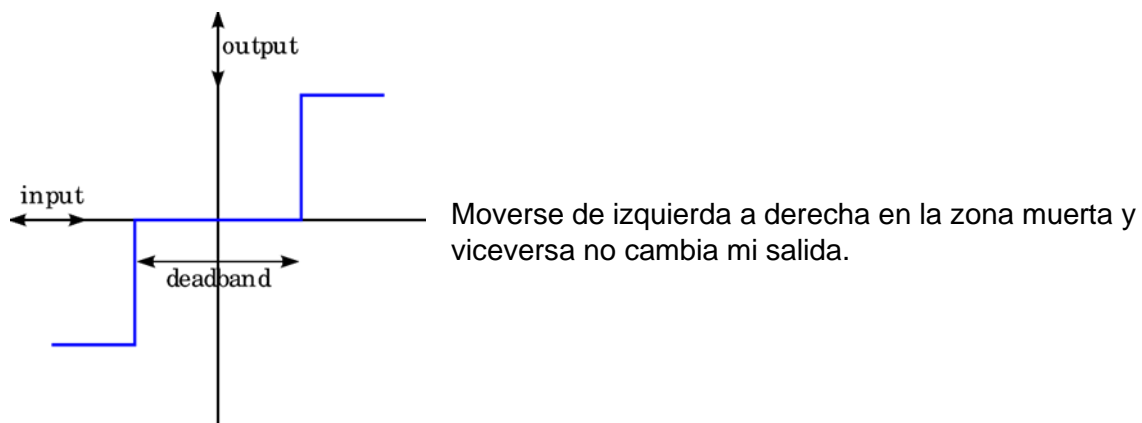 output
input
deadband
Moverse de izquierda a derecha en la zona muerta y
viceversa no cambia mi salida.